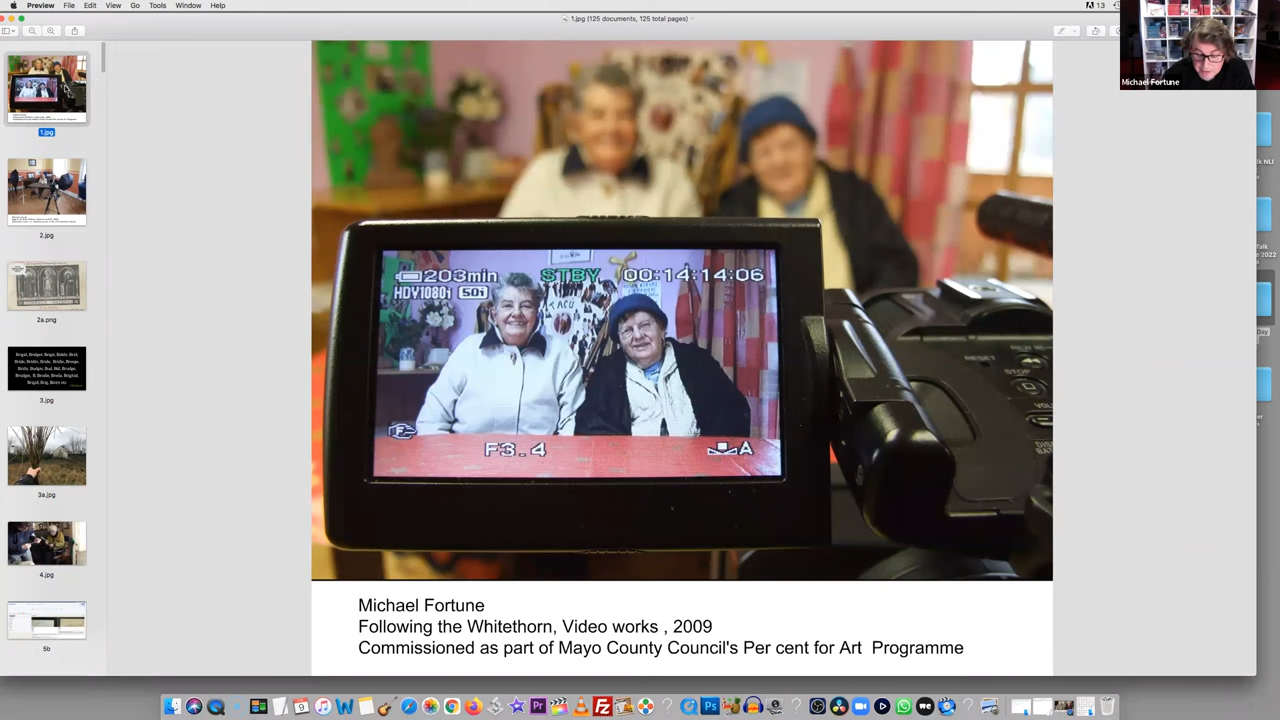 Preview File Edit View Go Tools Window Help
13
1.jpg (125 documents, 125 total pages)
Michael Fortune
1.jpg
2.jpg
2a.png
3.jpg
3a.jpg
4.jpg
5b
203min STBY 00:14:14:06
HDV1080i 50i
F3.4 A
RESET
STOP
Michael Fortune
Following the Whitethorn, Video works , 2009
Commissioned as part of Mayo County Council's Per cent for Art Programme